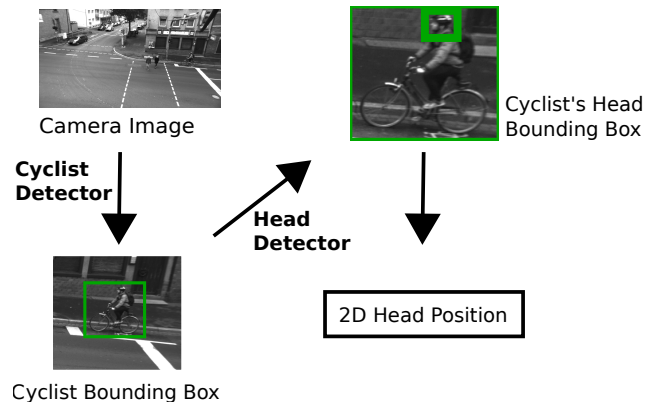 Camera Image
Cyclist
Detector
Cyclist Bounding Box
Head
Detector
Cyclist's Head
Bounding Box
2D Head Position